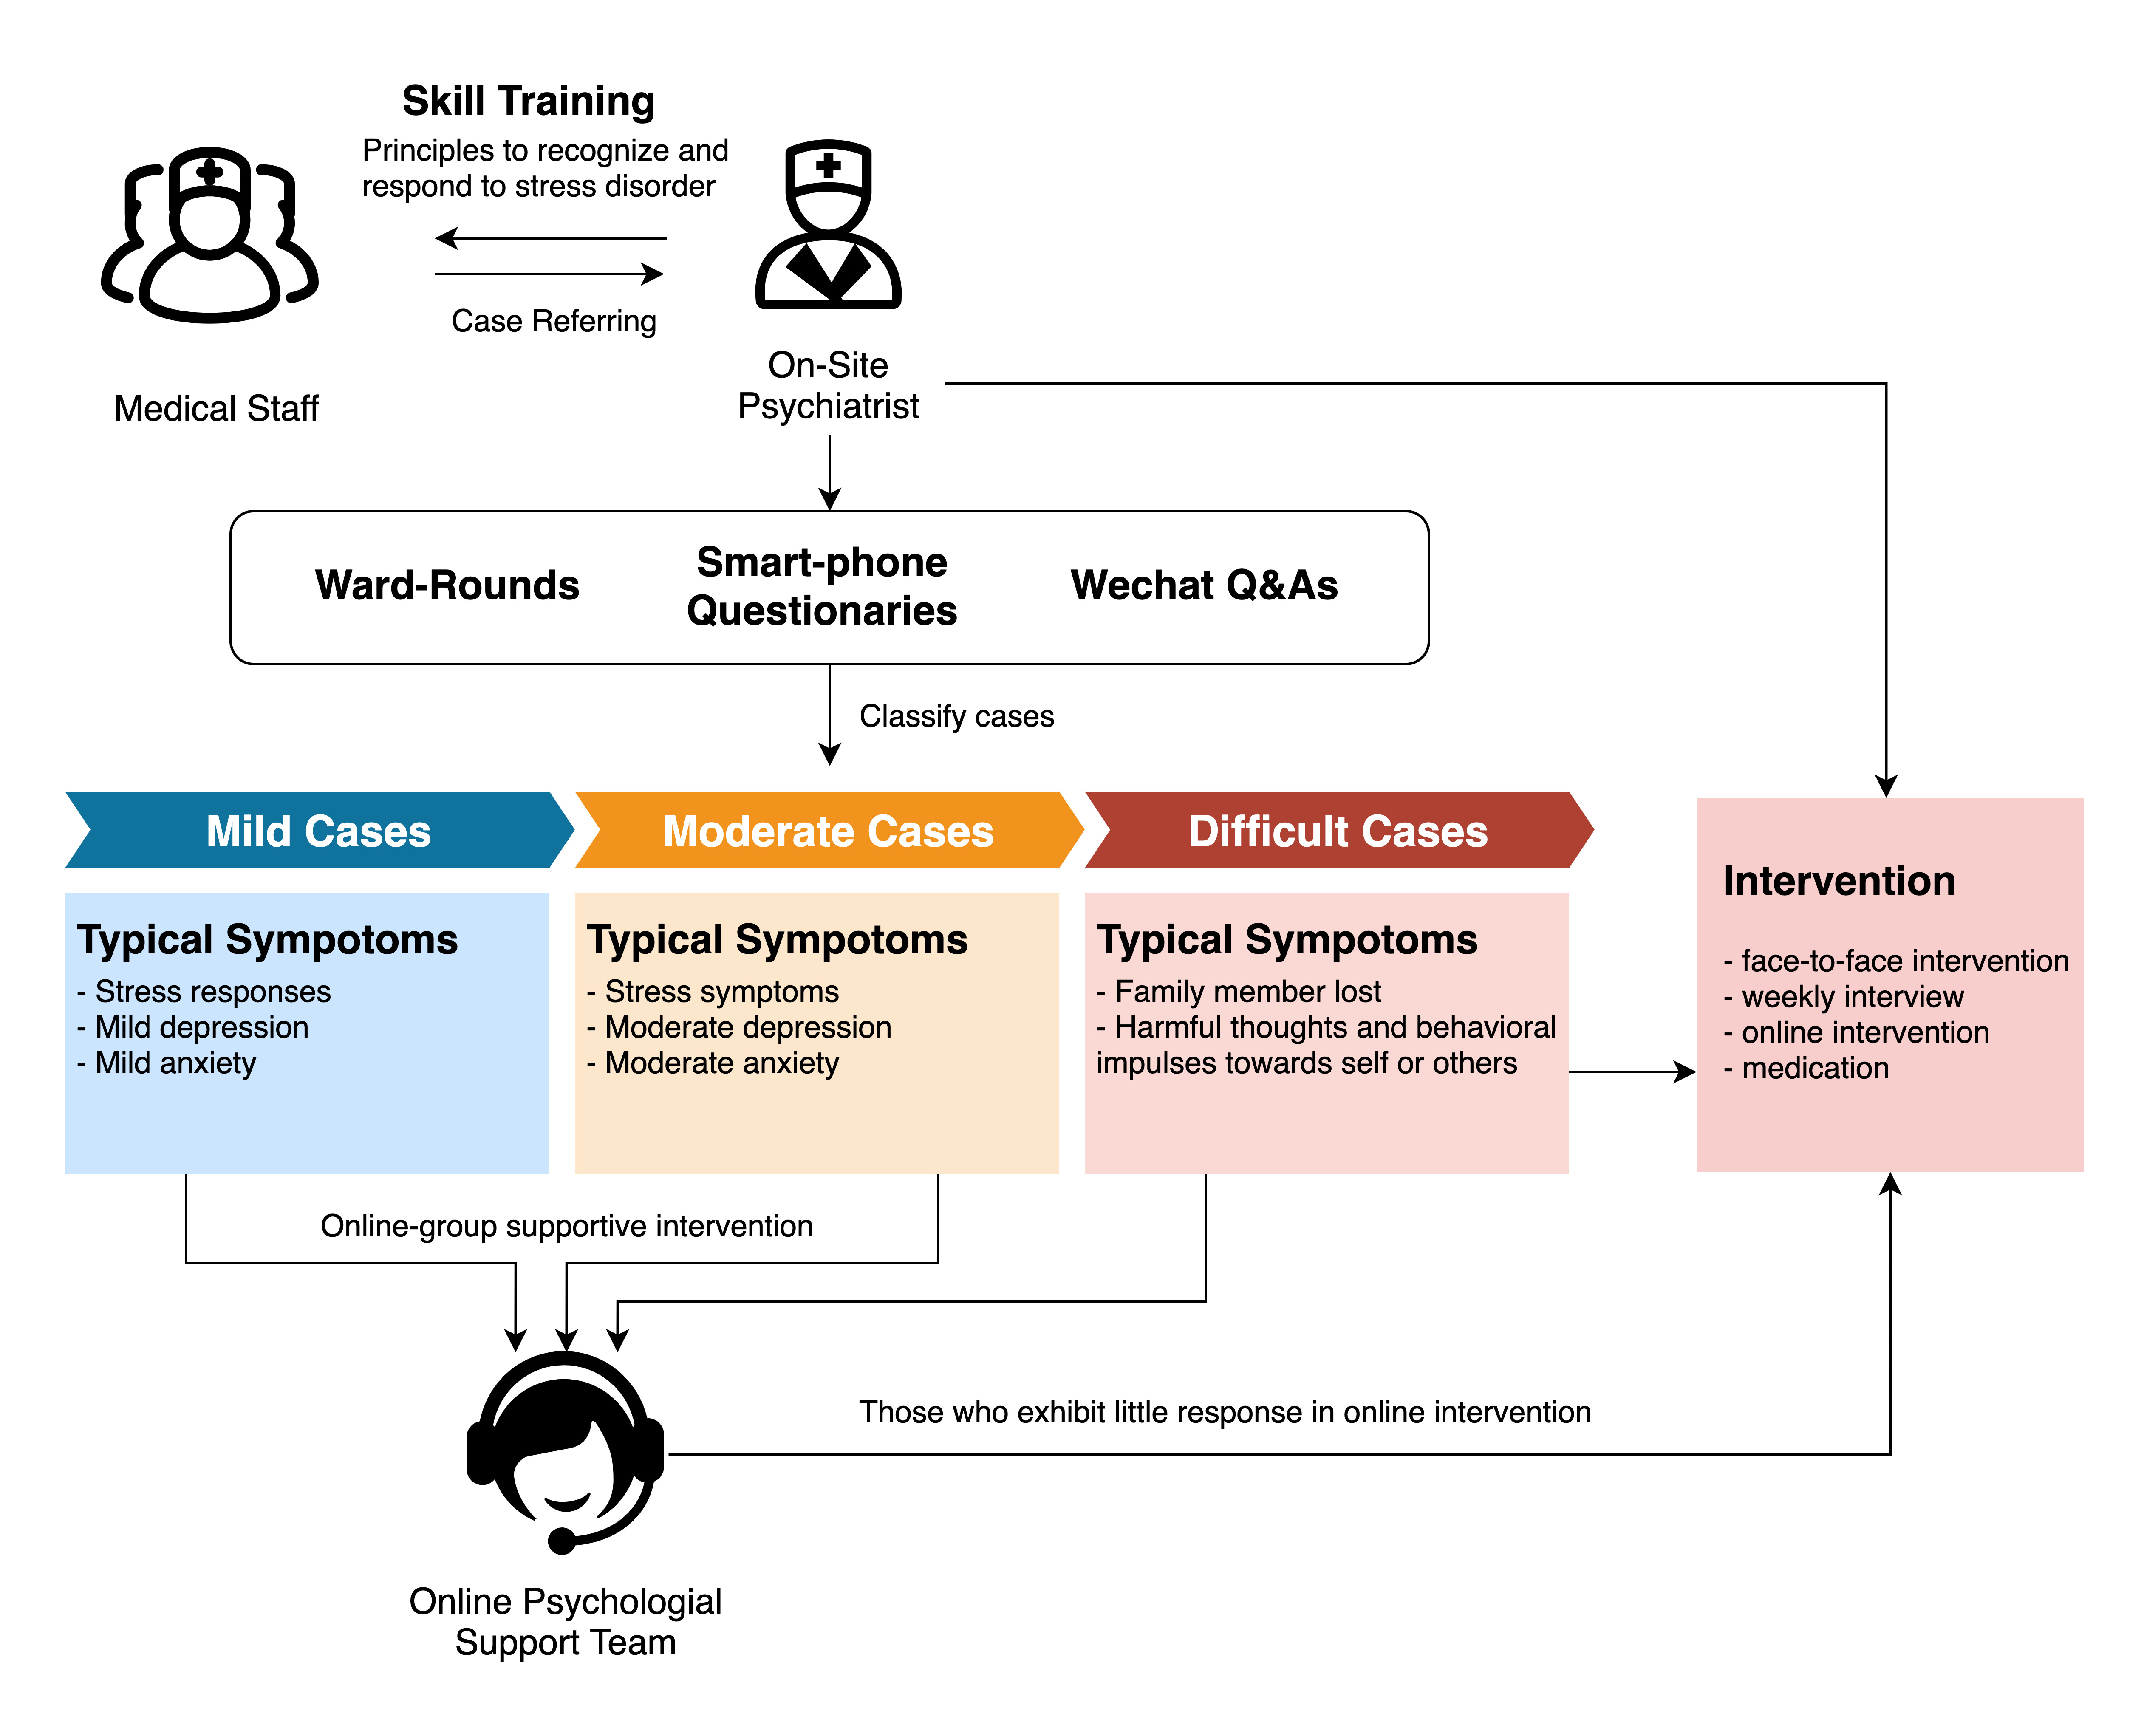 Skill Training
Principles to recognize and
respond to stress disorder
Case Referring
Medical Staff
On-Site
Psychiatrist
Ward-Rounds
Smart-phone
Questionaries
Wechat Q&As
Classify cases
Mild Cases
Moderate Cases
Difficult Cases
Typical Sympotoms
- Stress responses
- Mild depression
- Mild anxiety
Typical Sympotoms
- Stress symptoms
- Moderate depression
- Moderate anxiety
Typical Sympotoms
- Family member lost
- Harmful thoughts and behavioral
impulses towards self or others
Intervention
- face-to-face intervention
- weekly interview
- online intervention
- medication
Online-group supportive intervention
Those who exhibit little response in online intervention
Online Psychologial
Support Team